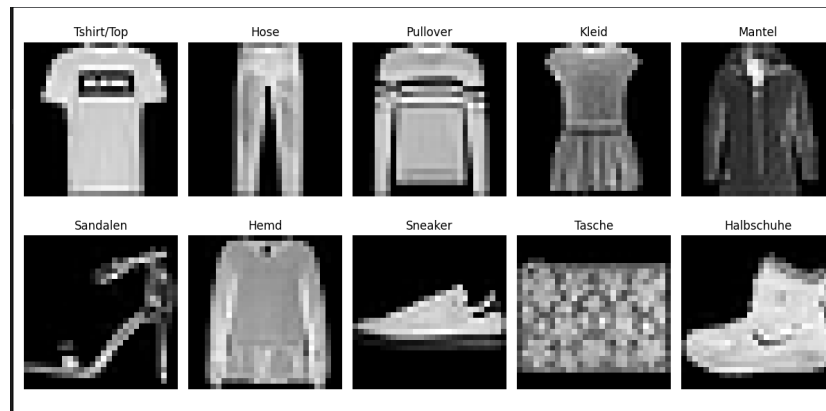 Tshirt/Top Hose Pullover Kleid Mantel
Sandalen Hemd Sneaker Tasche Halbschuhe